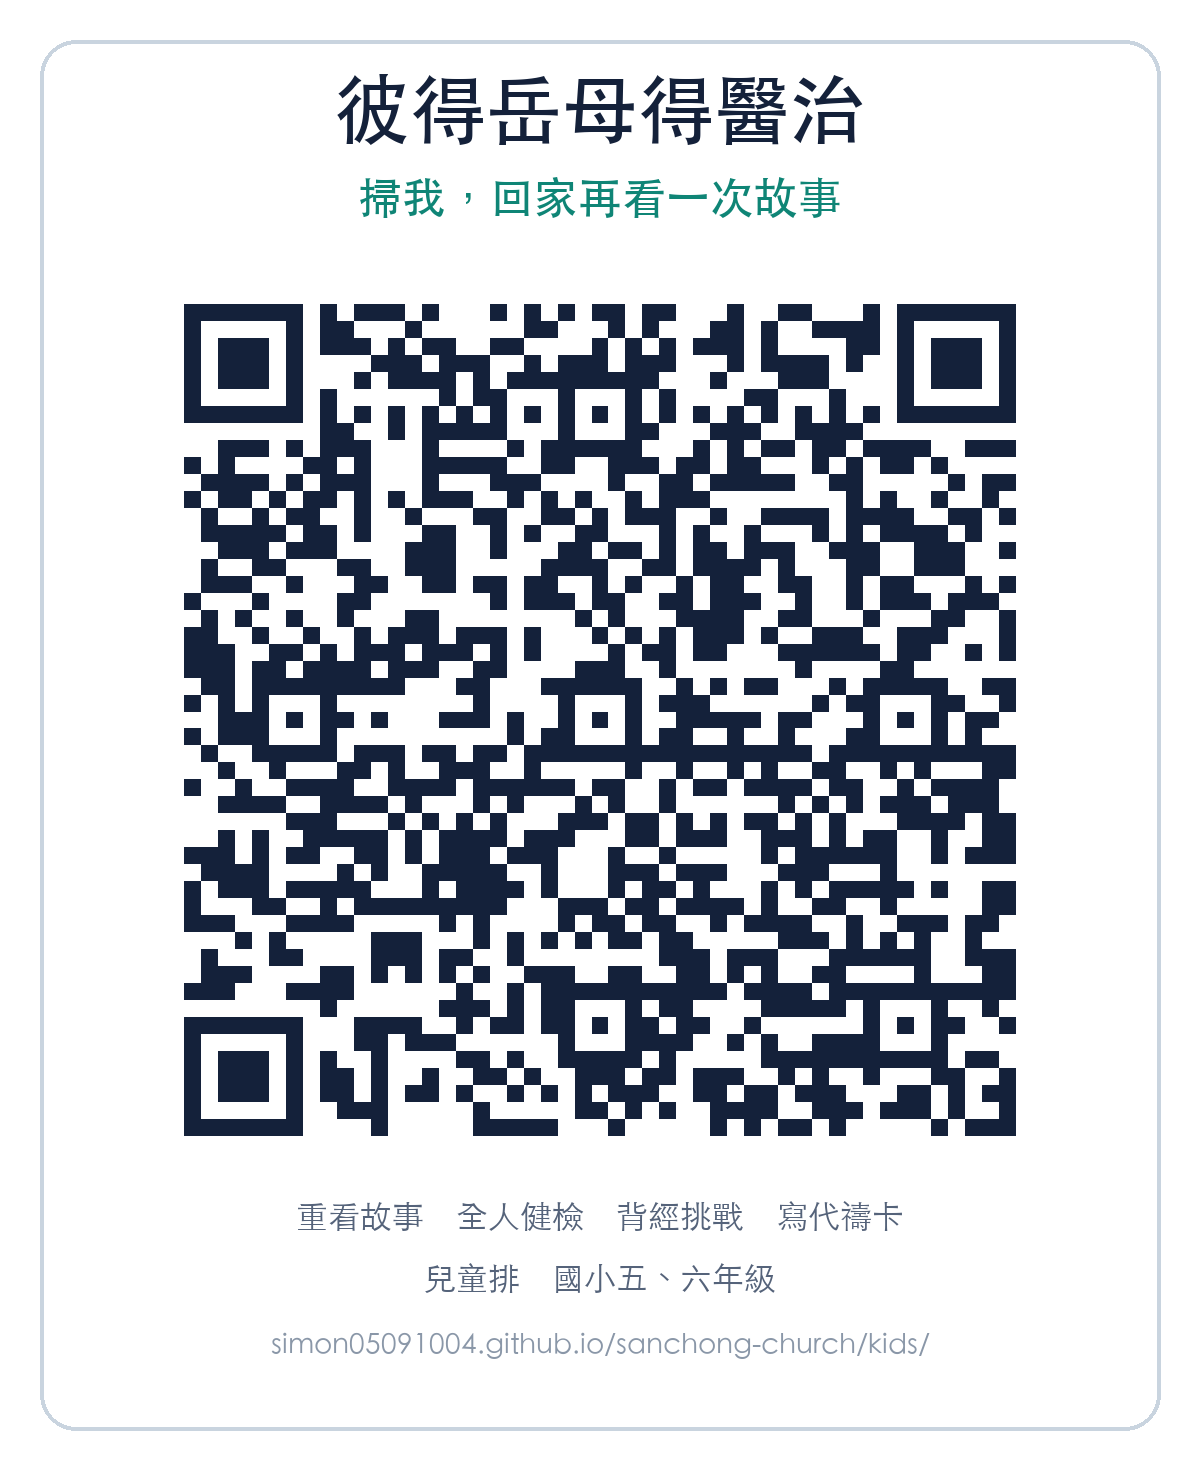 彼得岳母得醫治
掃我，回家再看一次故事
重看故事　全人健檢　背經挑戰　寫代禱卡
兒童排　國小五、六年級
simon05091004.github.io/sanchong-church/kids/